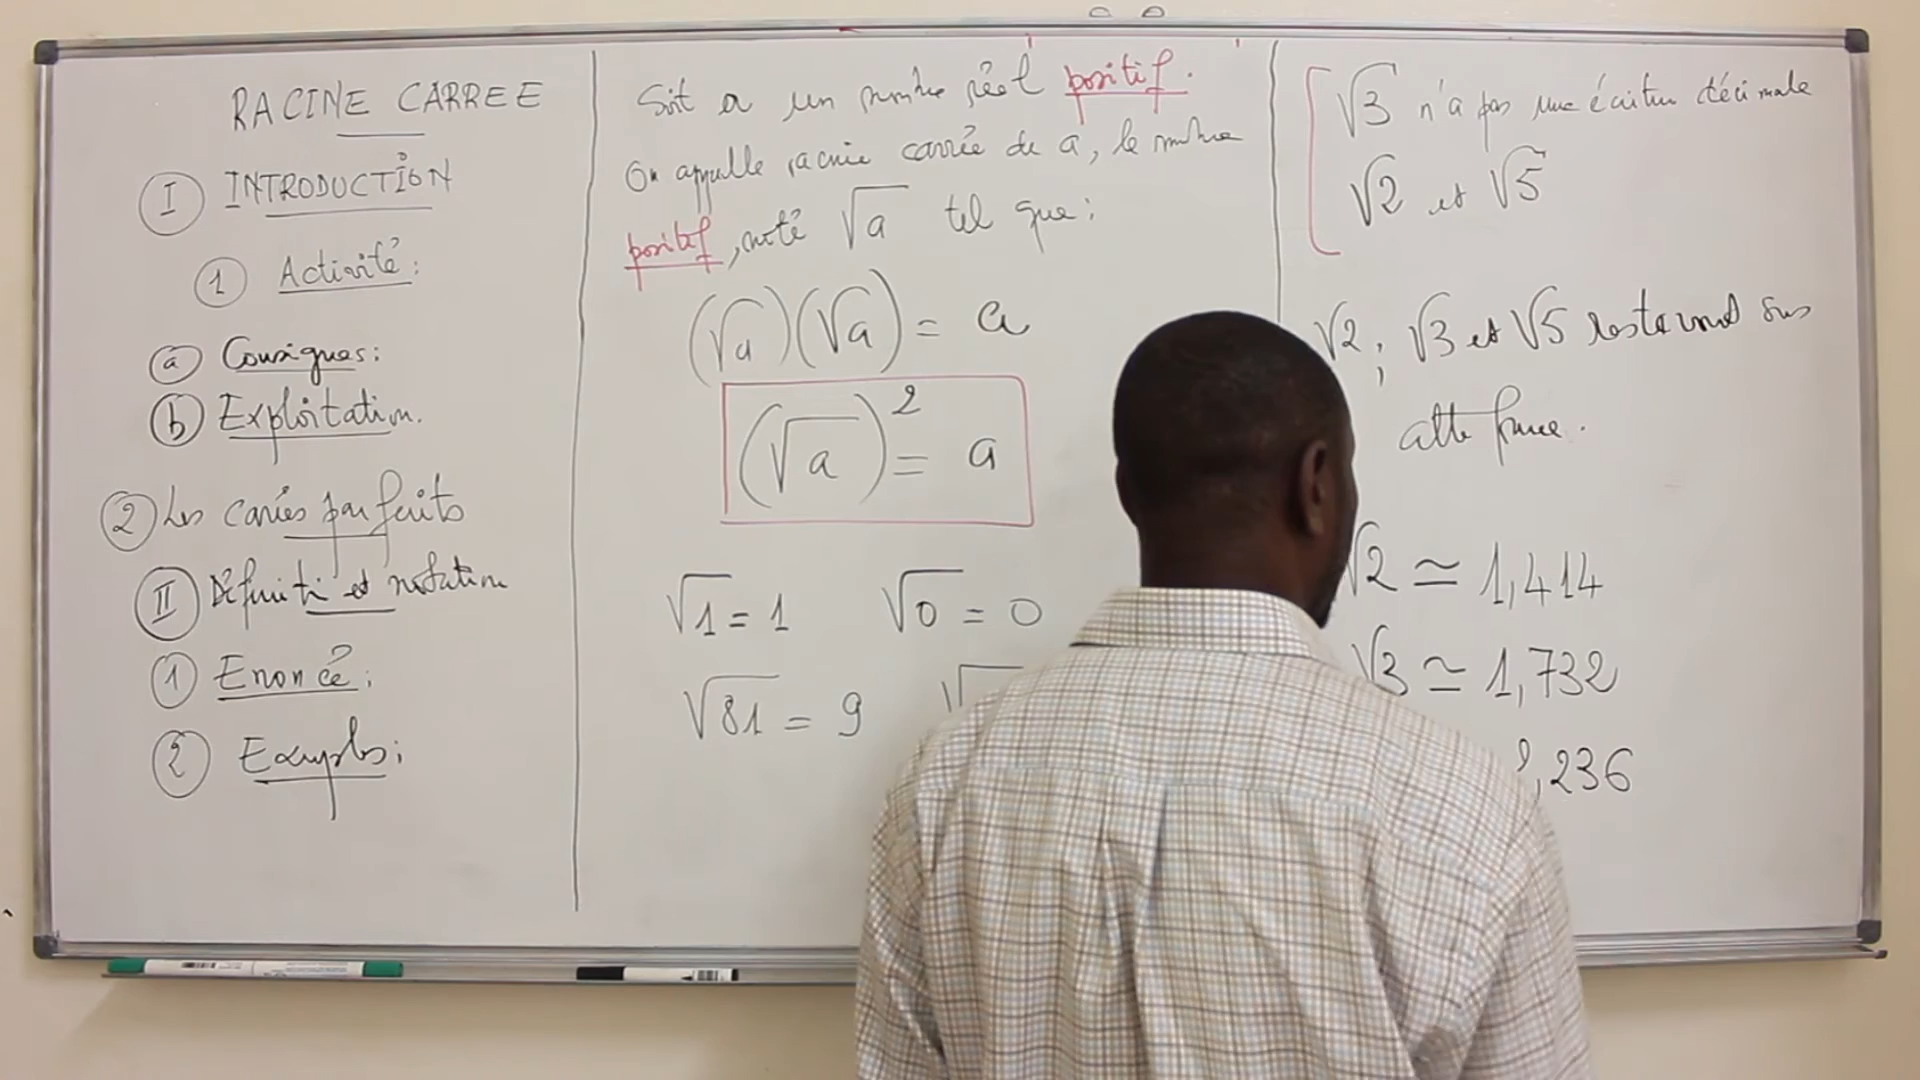 RACINE CARREE
I INTRODUCTION
1 Activité :
a Consignes :
b Exploitation.
2 Les carrés parfaits
II Définiti et notation
1 Enoncé :
2 Exemples :
Soit a un nombre réel positif.
On appelle racine carrée de a, le nombre
positif, noté √a tel que :
(√a)(√a) = a
(√a)² = a
√1 = 1 √0 = 0
√81 = 9 √
√3 n'a pas une écriture décimale
√2 et √5
√2 ; √3 et √5 resteront sus
cette forme.
√2 ≃ 1,414
√3 ≃ 1,732
,236